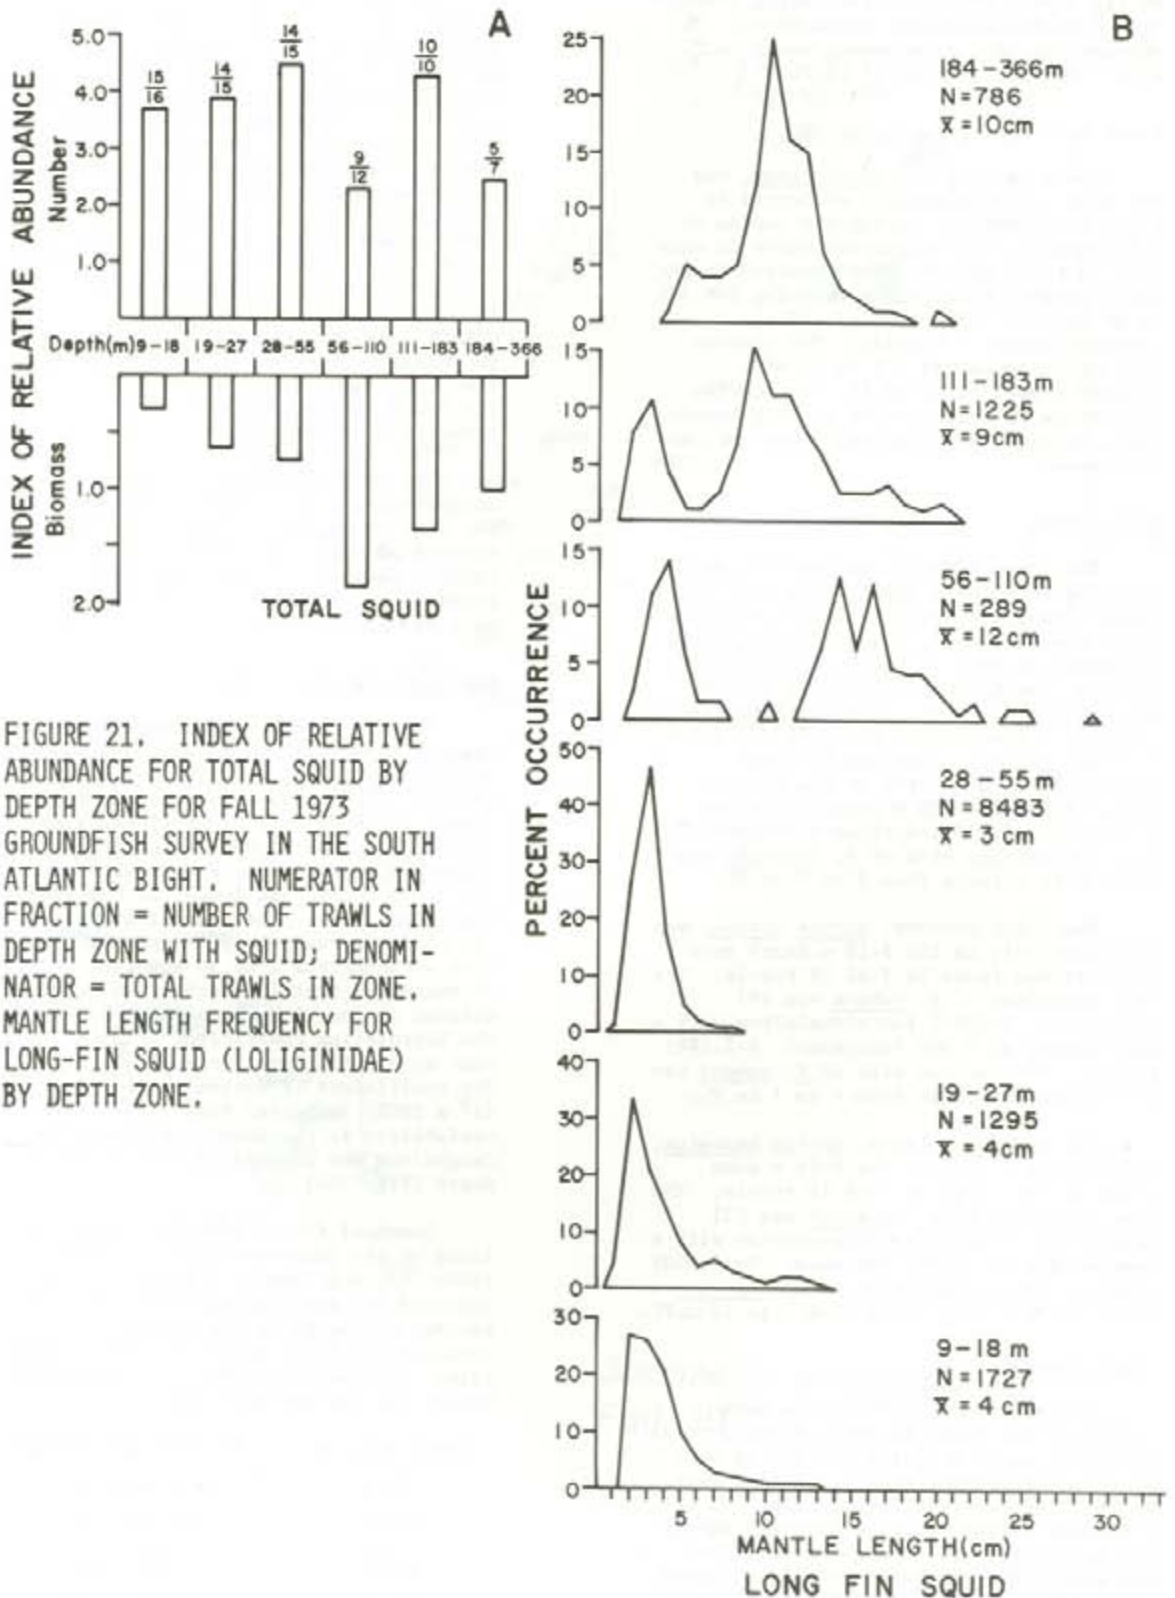 A
INDEX OF RELATIVE ABUNDANCE
Number
5.0
4.0
3.0
2.0
1.0
15/16
14/15
14/15
9/12
10/10
5/7
Depth(m) 9-18 19-27 28-55 56-110 111-183 184-366
Biomass
1.0
2.0
TOTAL SQUID
FIGURE 21. INDEX OF RELATIVE
ABUNDANCE FOR TOTAL SQUID BY
DEPTH ZONE FOR FALL 1973
GROUNDFISH SURVEY IN THE SOUTH
ATLANTIC BIGHT. NUMERATOR IN
FRACTION = NUMBER OF TRAWLS IN
DEPTH ZONE WITH SQUID; DENOMI-
NATOR = TOTAL TRAWLS IN ZONE.
MANTLE LENGTH FREQUENCY FOR
LONG-FIN SQUID (LOLIGINIDAE)
BY DEPTH ZONE.
B
PERCENT OCCURRENCE
25
20
15
10
5
0
184-366m
N=786
X̄=10cm
15
10
5
0
111-183m
N=1225
X̄=9cm
15
10
5
0
56-110m
N=289
X̄=12cm
50
40
30
20
10
0
28-55m
N=8483
X̄=3 cm
40
30
20
10
0
19-27m
N=1295
X̄=4cm
30
20
10
0
9-18 m
N=1727
X̄=4 cm
5 10 15 20 25 30
MANTLE LENGTH(cm)
LONG FIN SQUID